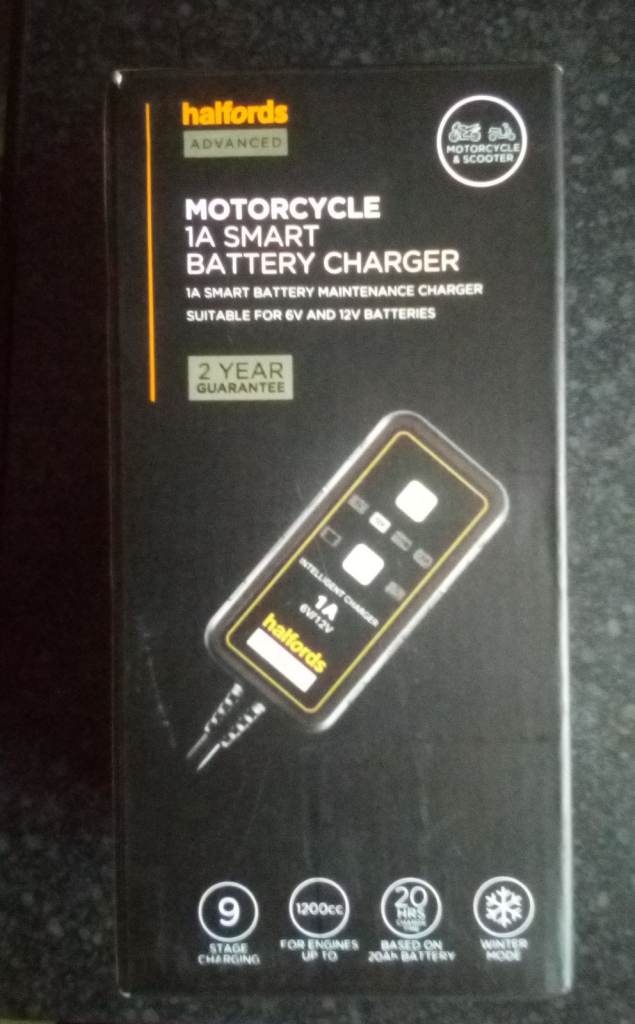 halfords
ADVANCED
MOTORCYCLE
& SCOOTER
MOTORCYCLE
1A SMART
BATTERY CHARGER
1A SMART BATTERY MAINTENANCE CHARGER
SUITABLE FOR 6V AND 12V BATTERIES
2 YEAR
GUARANTEE
INTELLIGENT CHARGER
1A
6V/12V
halfords
9
STAGE
CHARGING
1200cc
FOR ENGINES
UP TO
20
HRS
CHARGE
TIME
BASED ON
20Ah BATTERY
WINTER
MODE